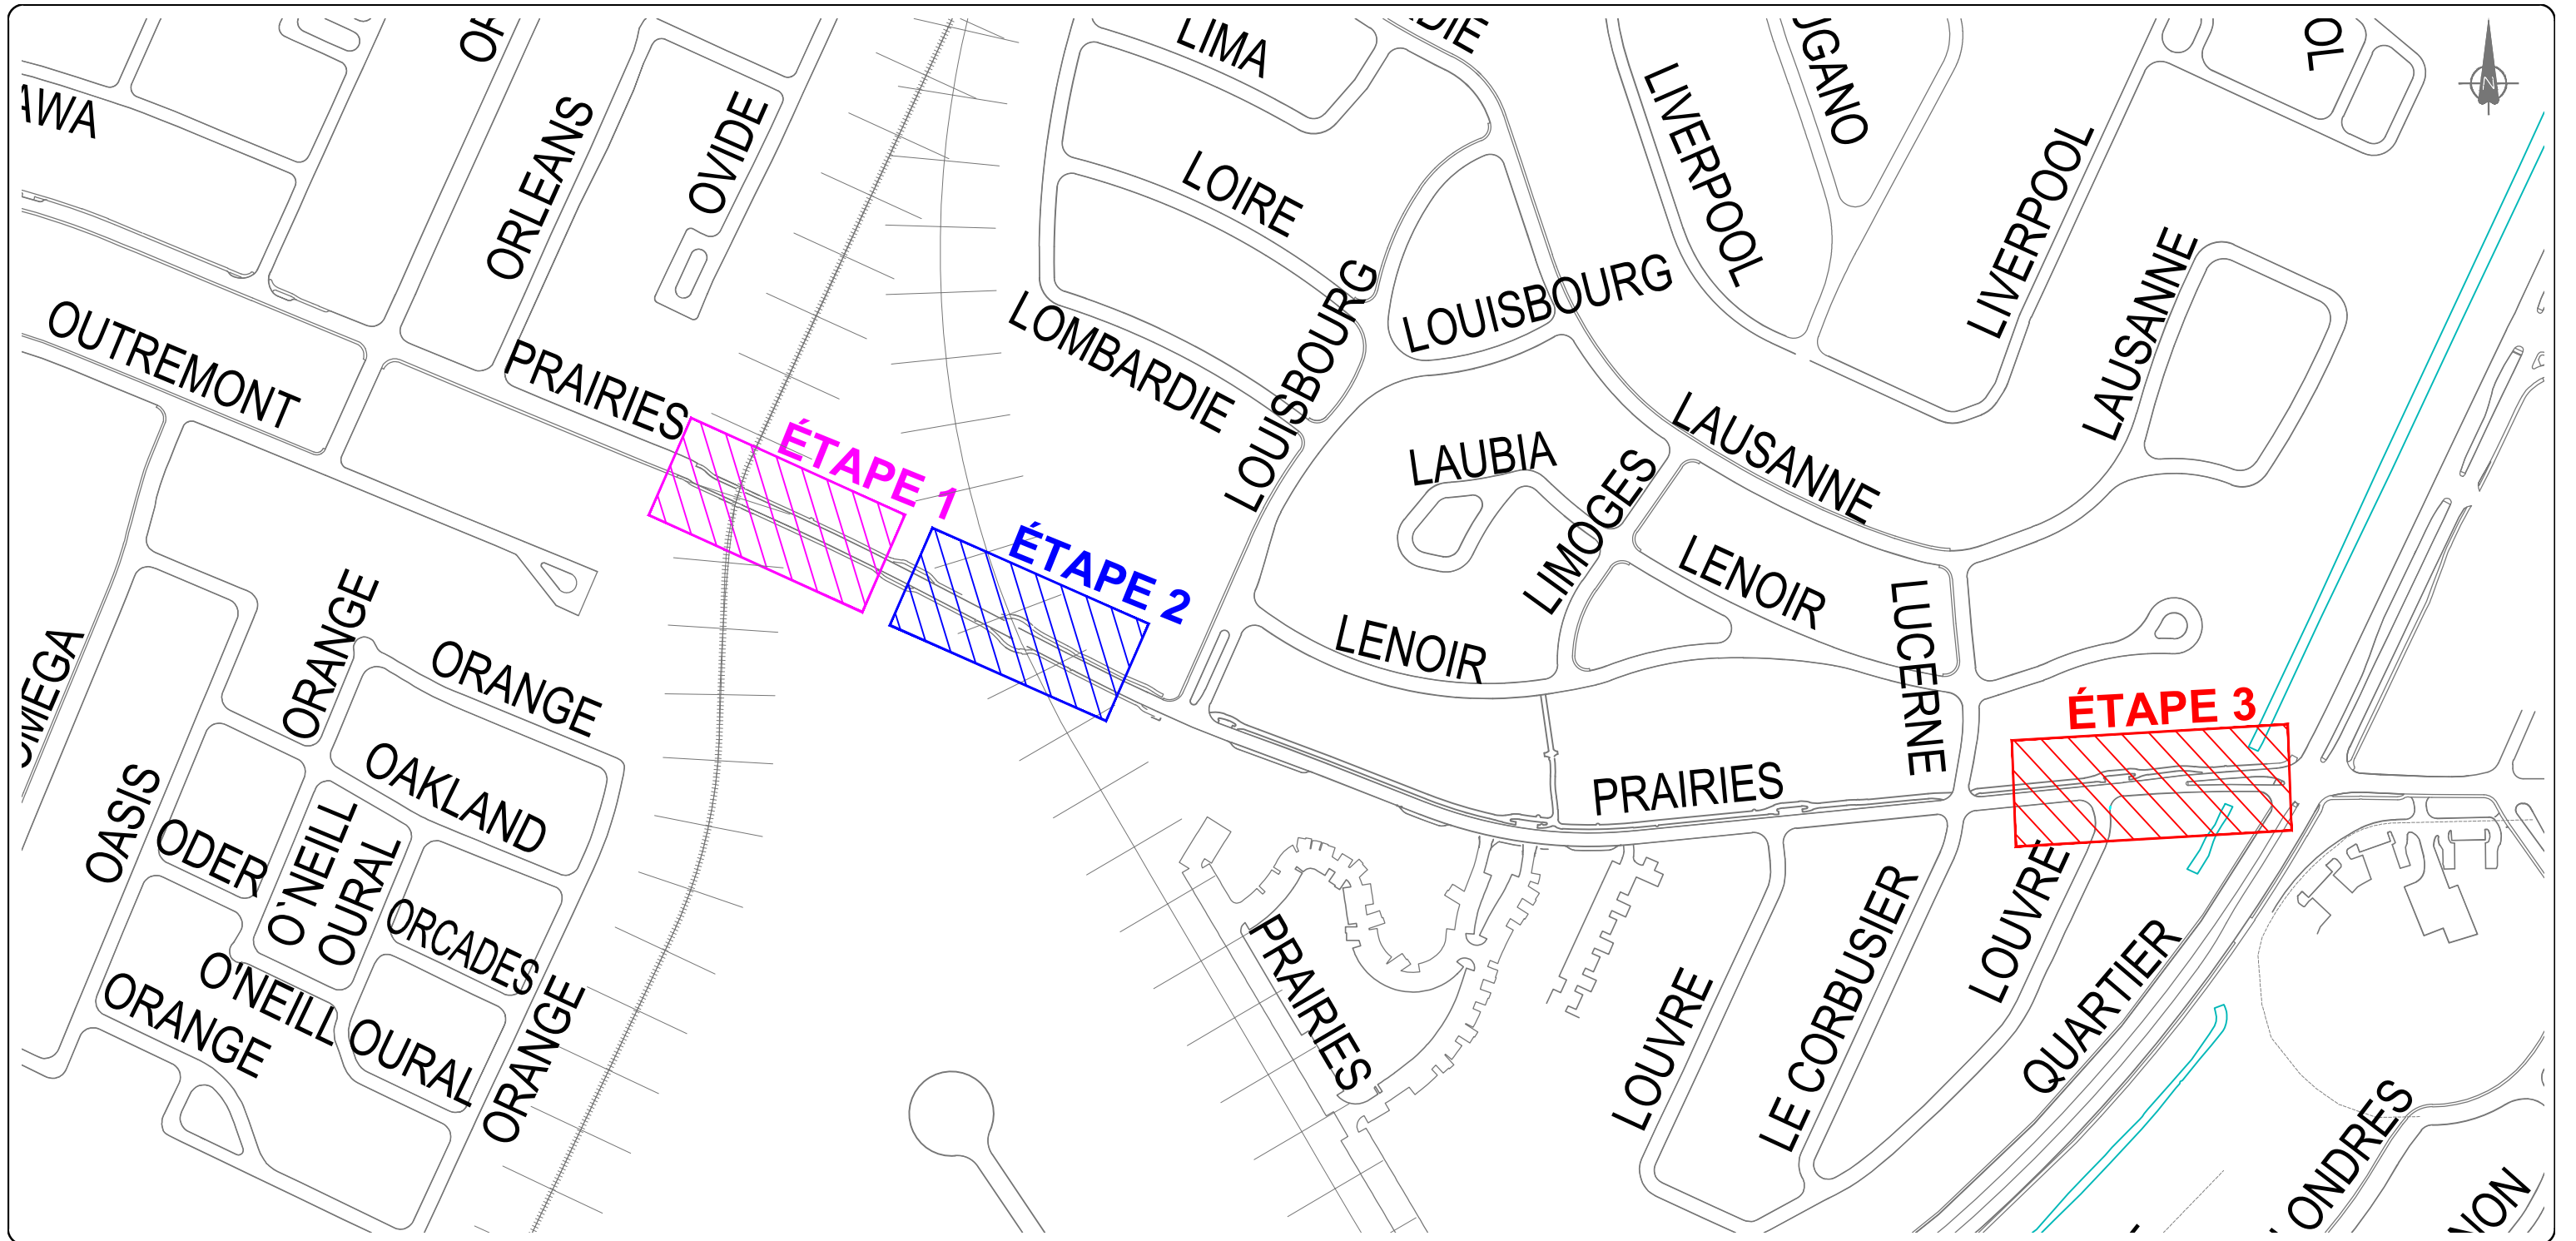 LIMA
LIVERPOOL
LIVERPOOL
ORLEANS
OVIDE
LOIRE
LOUISBOURG
LOUISBOURG
LAUSANNE
OUTREMONT
PRAIRIES
LOMBARDIE
LAUSANNE
ÉTAPE 1
LAUBIA
LIMOGES
ÉTAPE 2
LENOIR
LENOIR
LUCERNE
ORANGE
ORANGE
ÉTAPE 3
OASIS
ODER
OAKLAND
O'NEILL
OURAL
ORCADES
PRAIRIES
O'NEILL
OURAL
ORANGE
ORANGE
PRAIRIES
LOUVRE
LE CORBUSIER
LOUVRE
QUARTIER
N